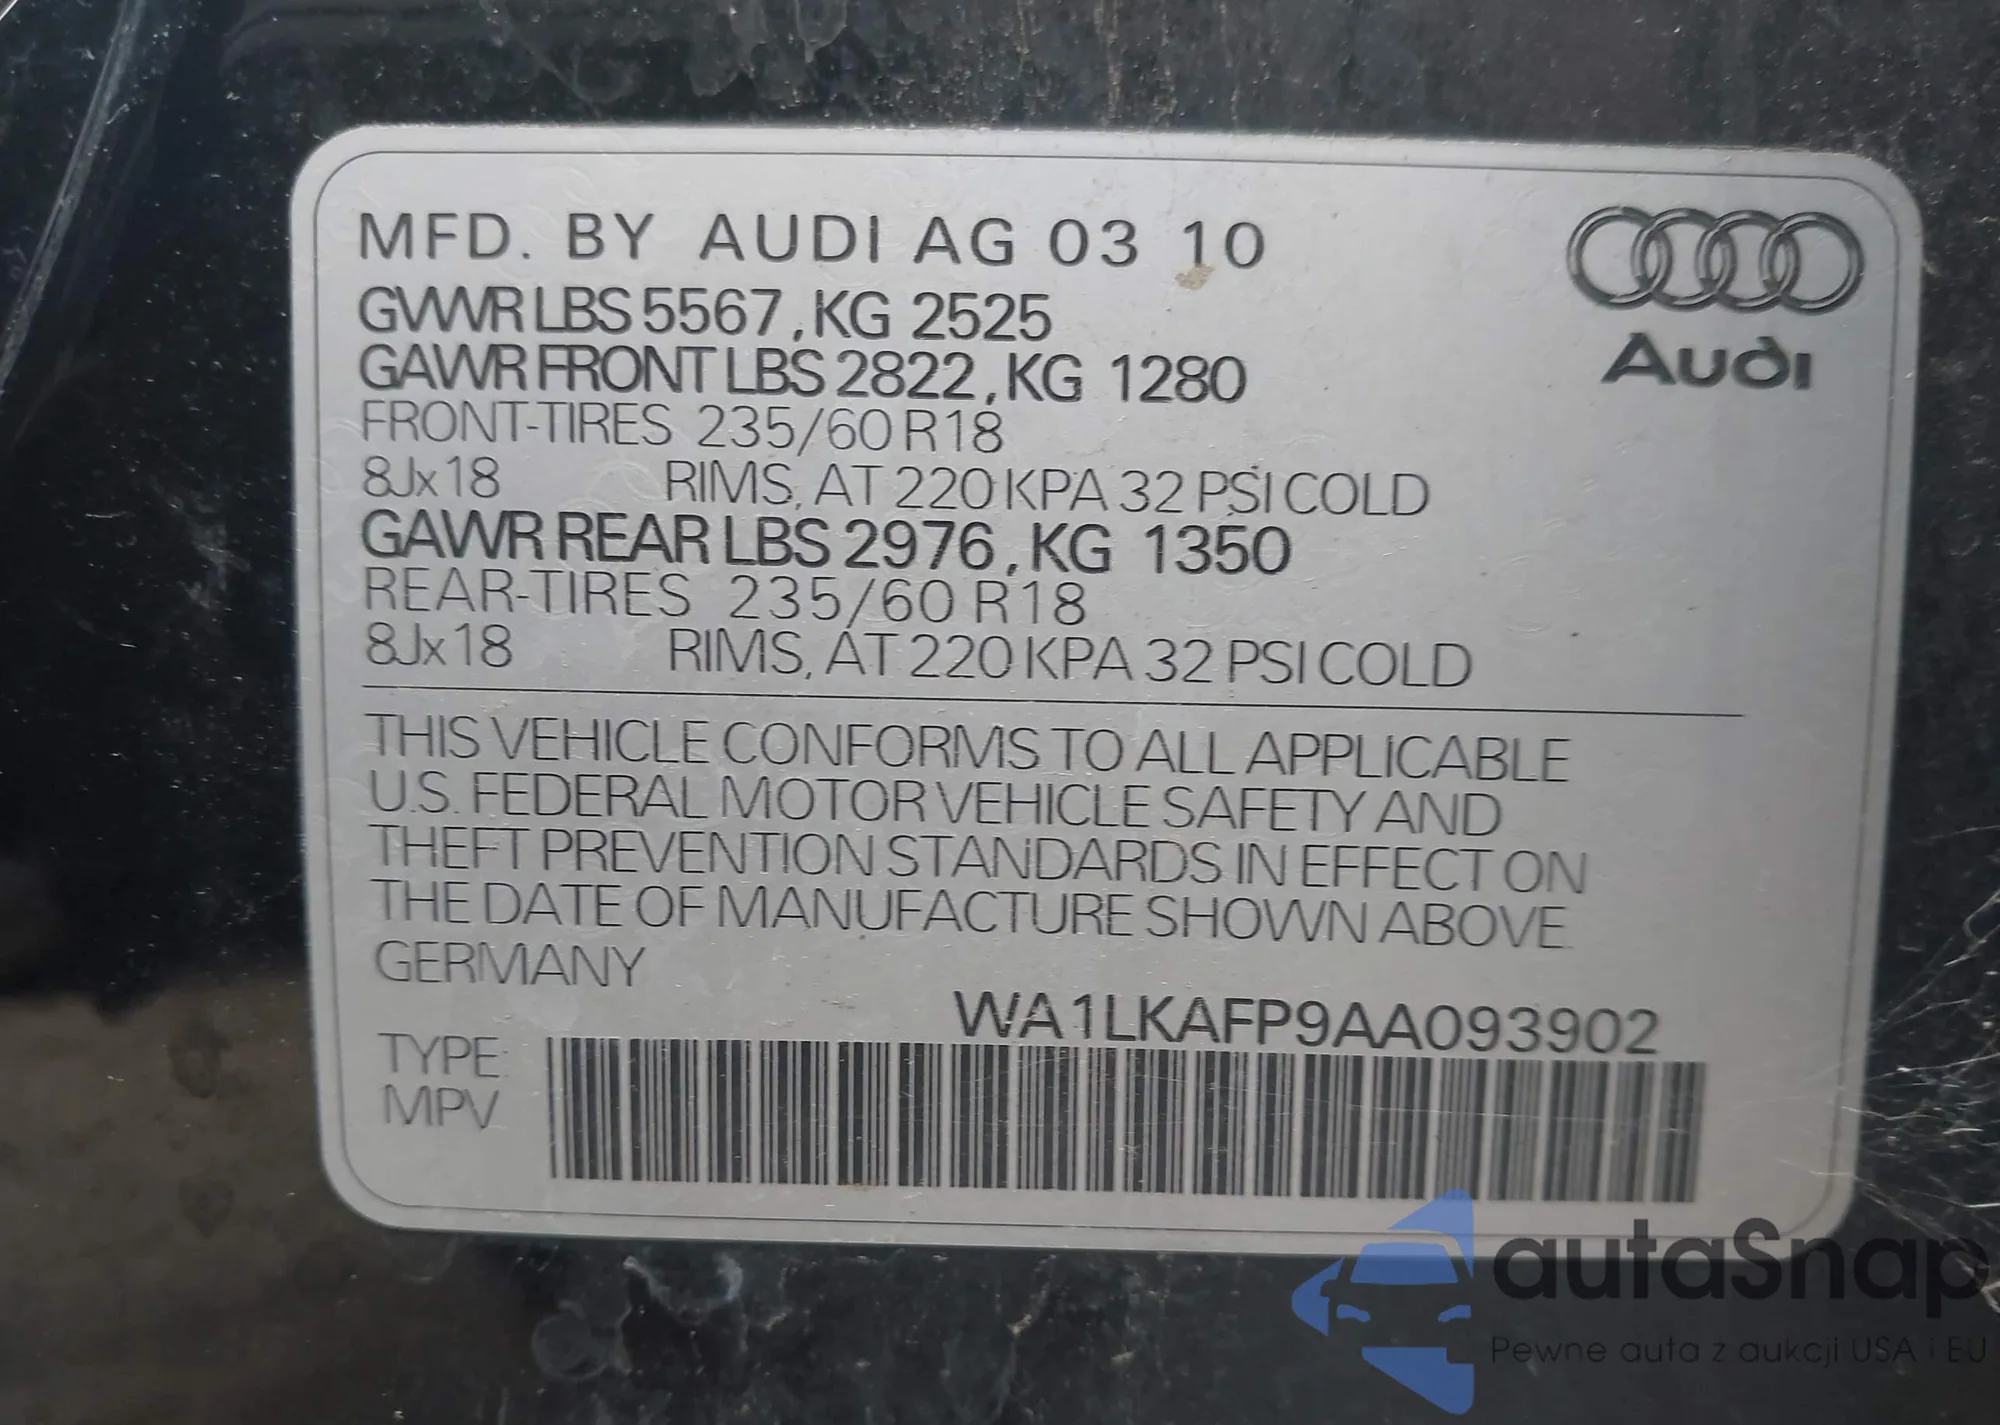 MFD. BY AUDI AG 03 10
GVWR LBS 5567, KG 2525
GAWR FRONT LBS 2822, KG 1280
FRONT-TIRES 235/60 R18
8Jx18 RIMS, AT 220 KPA 32 PSI COLD
GAWR REAR LBS 2976, KG 1350
REAR-TIRES 235/60 R18
8Jx18 RIMS, AT 220 KPA 32 PSI COLD
Audi
THIS VEHICLE CONFORMS TO ALL APPLICABLE
U.S. FEDERAL MOTOR VEHICLE SAFETY AND
THEFT PREVENTION STANDARDS IN EFFECT ON
THE DATE OF MANUFACTURE SHOWN ABOVE.
GERMANY
WA1LKAFP9AA093902
TYPE:
MPV
autaSnap
Pewne auta z aukcji USA i EU